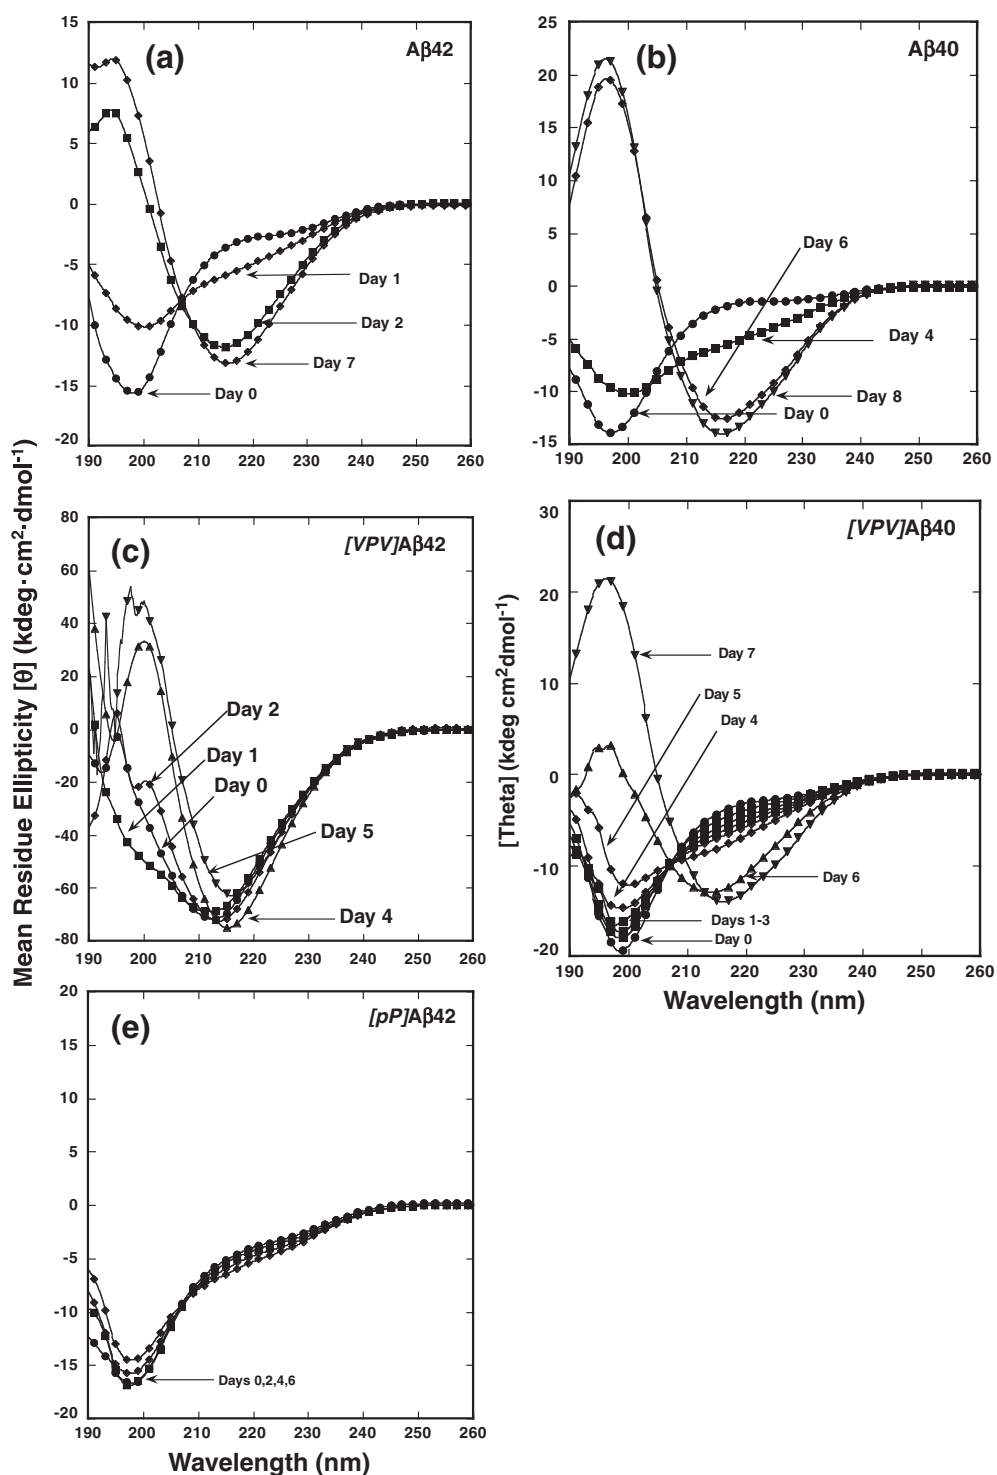 (a)
Aβ42
15
10
5
0
-5
-10
-15
-20
Day 1
Day 2
Day 7
Day 0
190 200 210 220 230 240 250 260
(b)
Aβ40
25
20
15
10
5
0
-5
-10
-15
Day 6
Day 4
Day 8
Day 0
190 200 210 220 230 240 250 260
Mean Residue Ellipticity [θ] (kdeg·cm²·dmol⁻¹)
(c)
[VPV]Aβ42
80
60
40
20
0
-20
-40
-60
-80
Day 2
Day 1
Day 0
Day 5
Day 4
190 200 210 220 230 240 250 260
[Theta] (kdeg cm²dmol⁻¹)
(d)
[VPV]Aβ40
30
20
10
0
-10
-20
Day 7
Day 5
Day 4
Day 6
Days 1-3
Day 0
190 200 210 220 230 240 250 260
Wavelength (nm)
(e)
[pP]Aβ42
20
15
10
5
0
-5
-10
-15
-20
Days 0,2,4,6
190 200 210 220 230 240 250 260
Wavelength (nm)